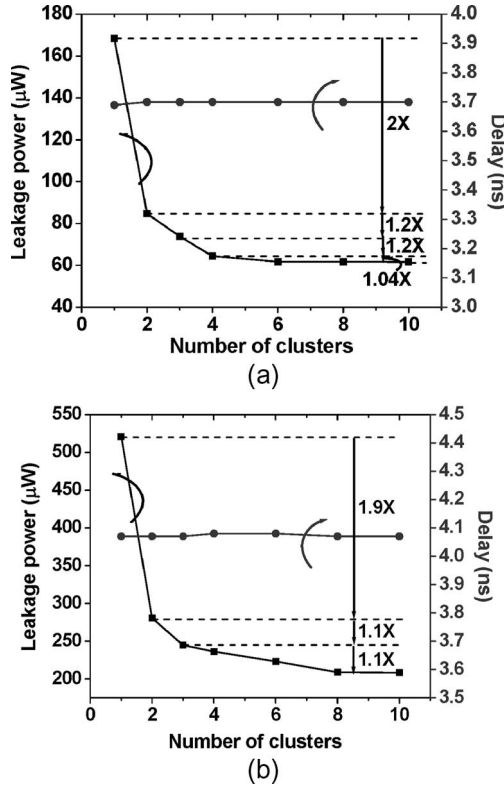 180
160
140
120
100
80
60
40
Leakage power (µW)
4.0
3.9
3.8
3.7
3.6
3.5
3.4
3.3
3.2
3.1
3.0
Delay (ns)
2X
1.2X
1.2X
1.04X
0 2 4 6 8 10
Number of clusters
(a)
550
500
450
400
350
300
250
200
Leakage power (µW)
4.5
4.4
4.3
4.2
4.1
4.0
3.9
3.8
3.7
3.6
3.5
Delay (ns)
1.9X
1.1X
1.1X
0 2 4 6 8 10
Number of clusters
(b)